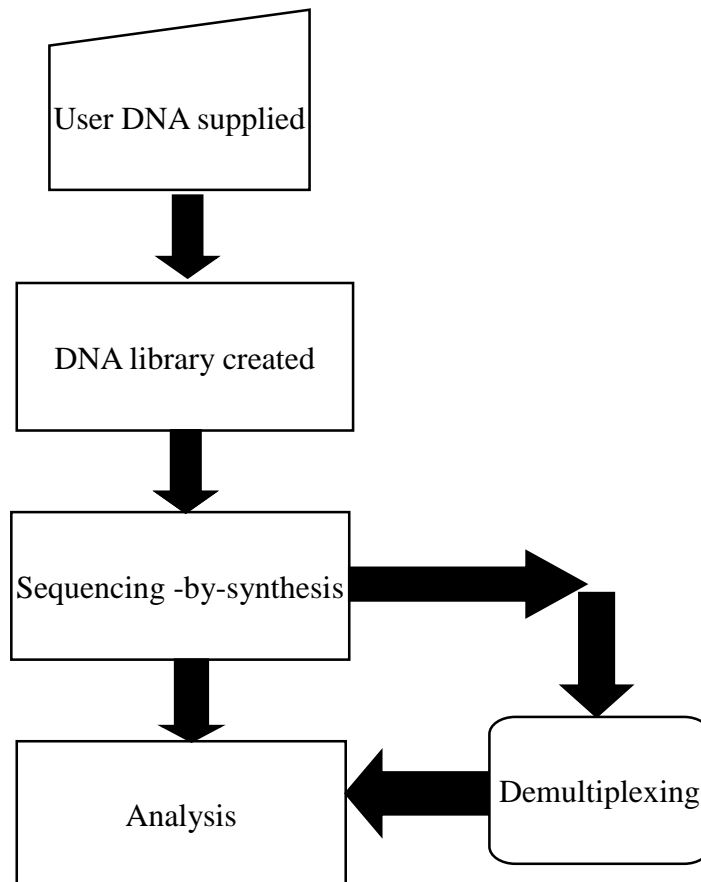 User DNA supplied
DNA library created
Sequencing -by-synthesis
Demultiplexing
Analysis